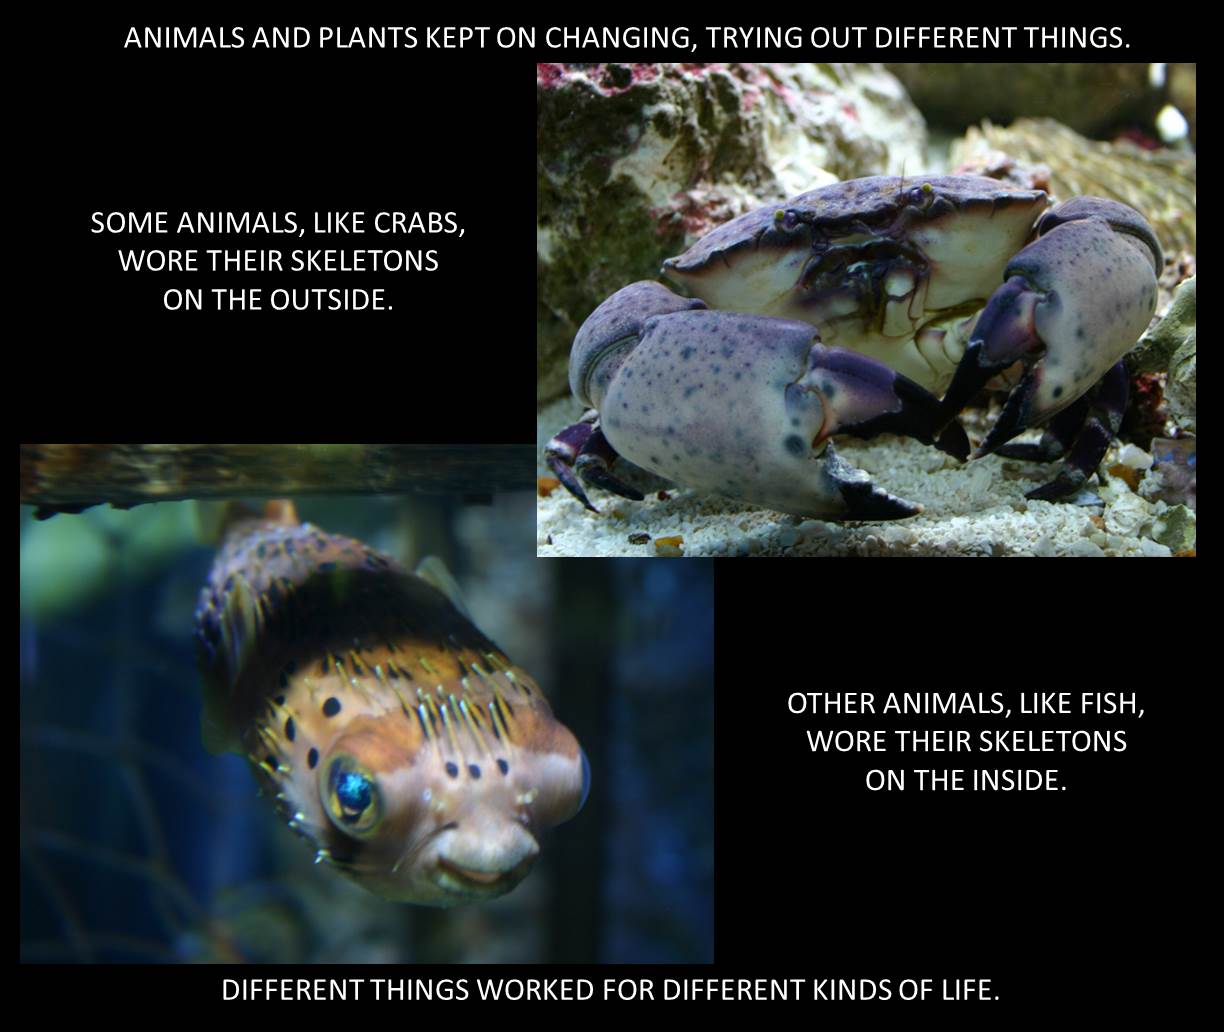 ANIMALS AND PLANTS KEPT ON CHANGING, TRYING OUT DIFFERENT THINGS.
SOME ANIMALS, LIKE CRABS,
WORE THEIR SKELETONS
ON THE OUTSIDE.
OTHER ANIMALS, LIKE FISH,
WORE THEIR SKELETONS
ON THE INSIDE.
DIFFERENT THINGS WORKED FOR DIFFERENT KINDS OF LIFE.